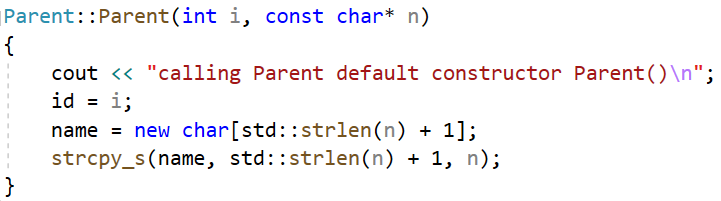 Parent::Parent(int i, const char* n)
{
    cout << "calling Parent default constructor Parent()\n";
    id = i;
    name = new char[std::strlen(n) + 1];
    strcpy_s(name, std::strlen(n) + 1, n);
}